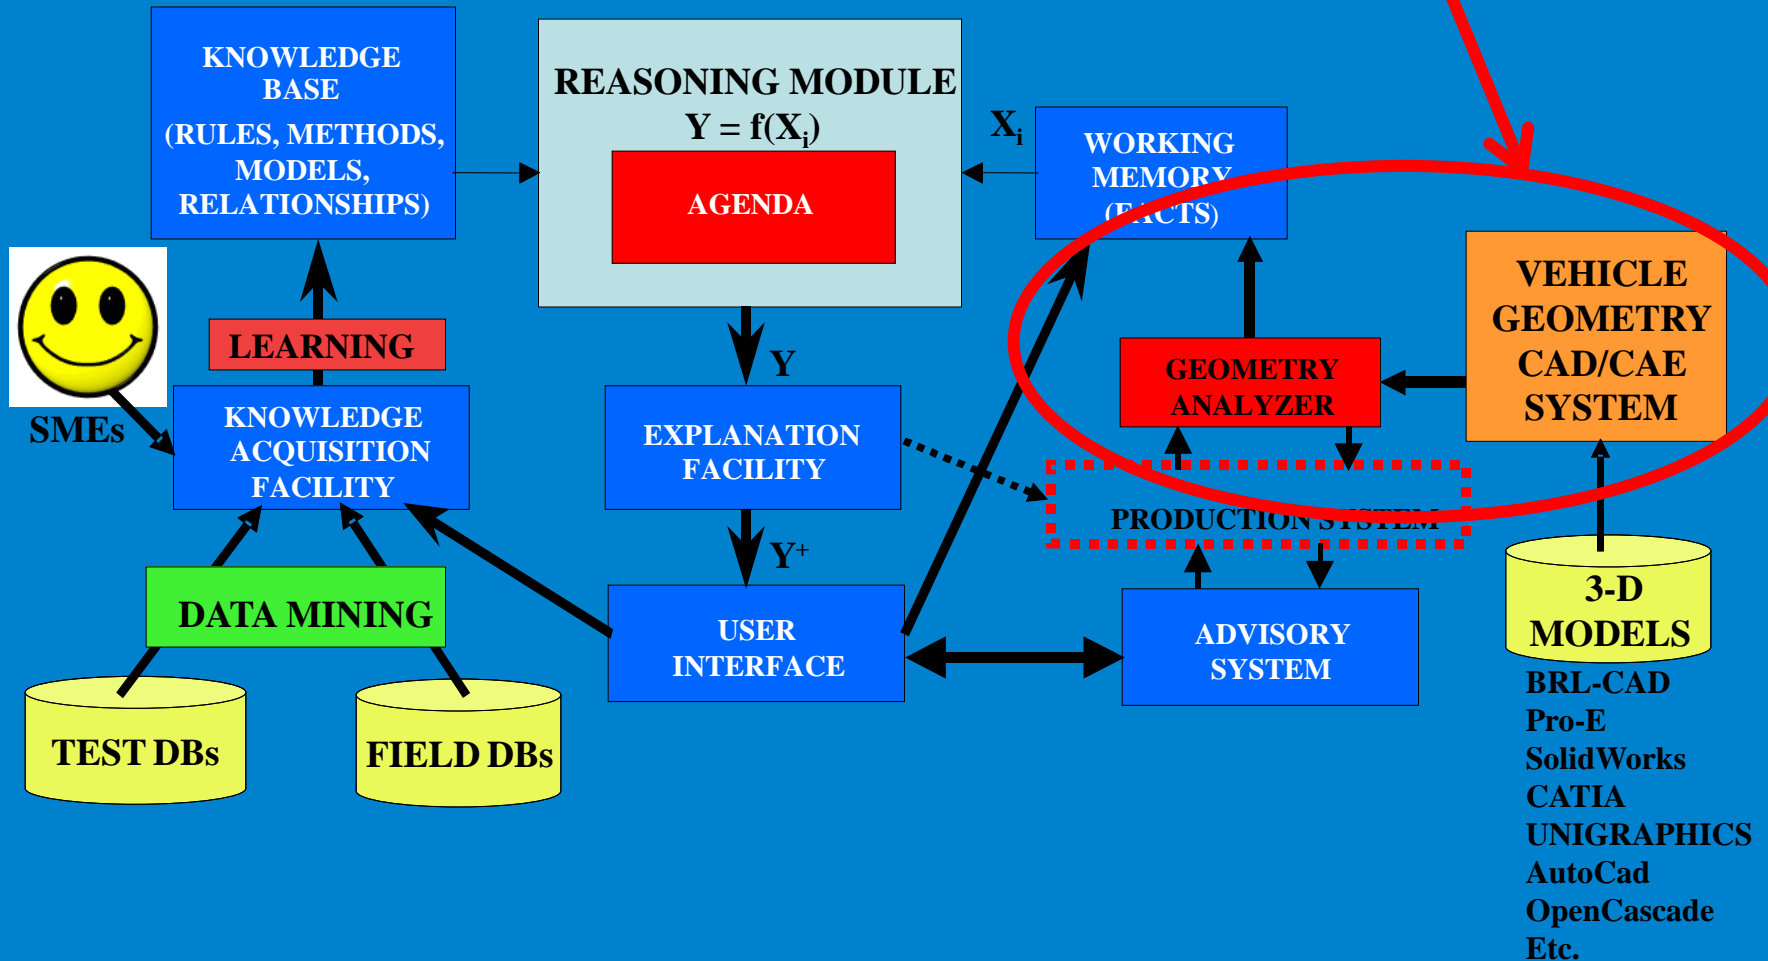 KNOWLEDGE
BASE
(RULES, METHODS,
MODELS,
RELATIONSHIPS)
REASONING MODULE
Y = f(Xi)
AGENDA
Xi
WORKING
MEMORY
(FACTS)
VEHICLE
GEOMETRY
CAD/CAE
SYSTEM
LEARNING
SMEs
KNOWLEDGE
ACQUISITION
FACILITY
Y
EXPLANATION
FACILITY
GEOMETRY
ANALYZER
PRODUCTION SYSTEM
Y+
DATA MINING
USER
INTERFACE
ADVISORY
SYSTEM
3-D
MODELS
TEST DBs
FIELD DBs
BRL-CAD
Pro-E
SolidWorks
CATIA
UNIGRAPHICS
AutoCad
OpenCascade
Etc.